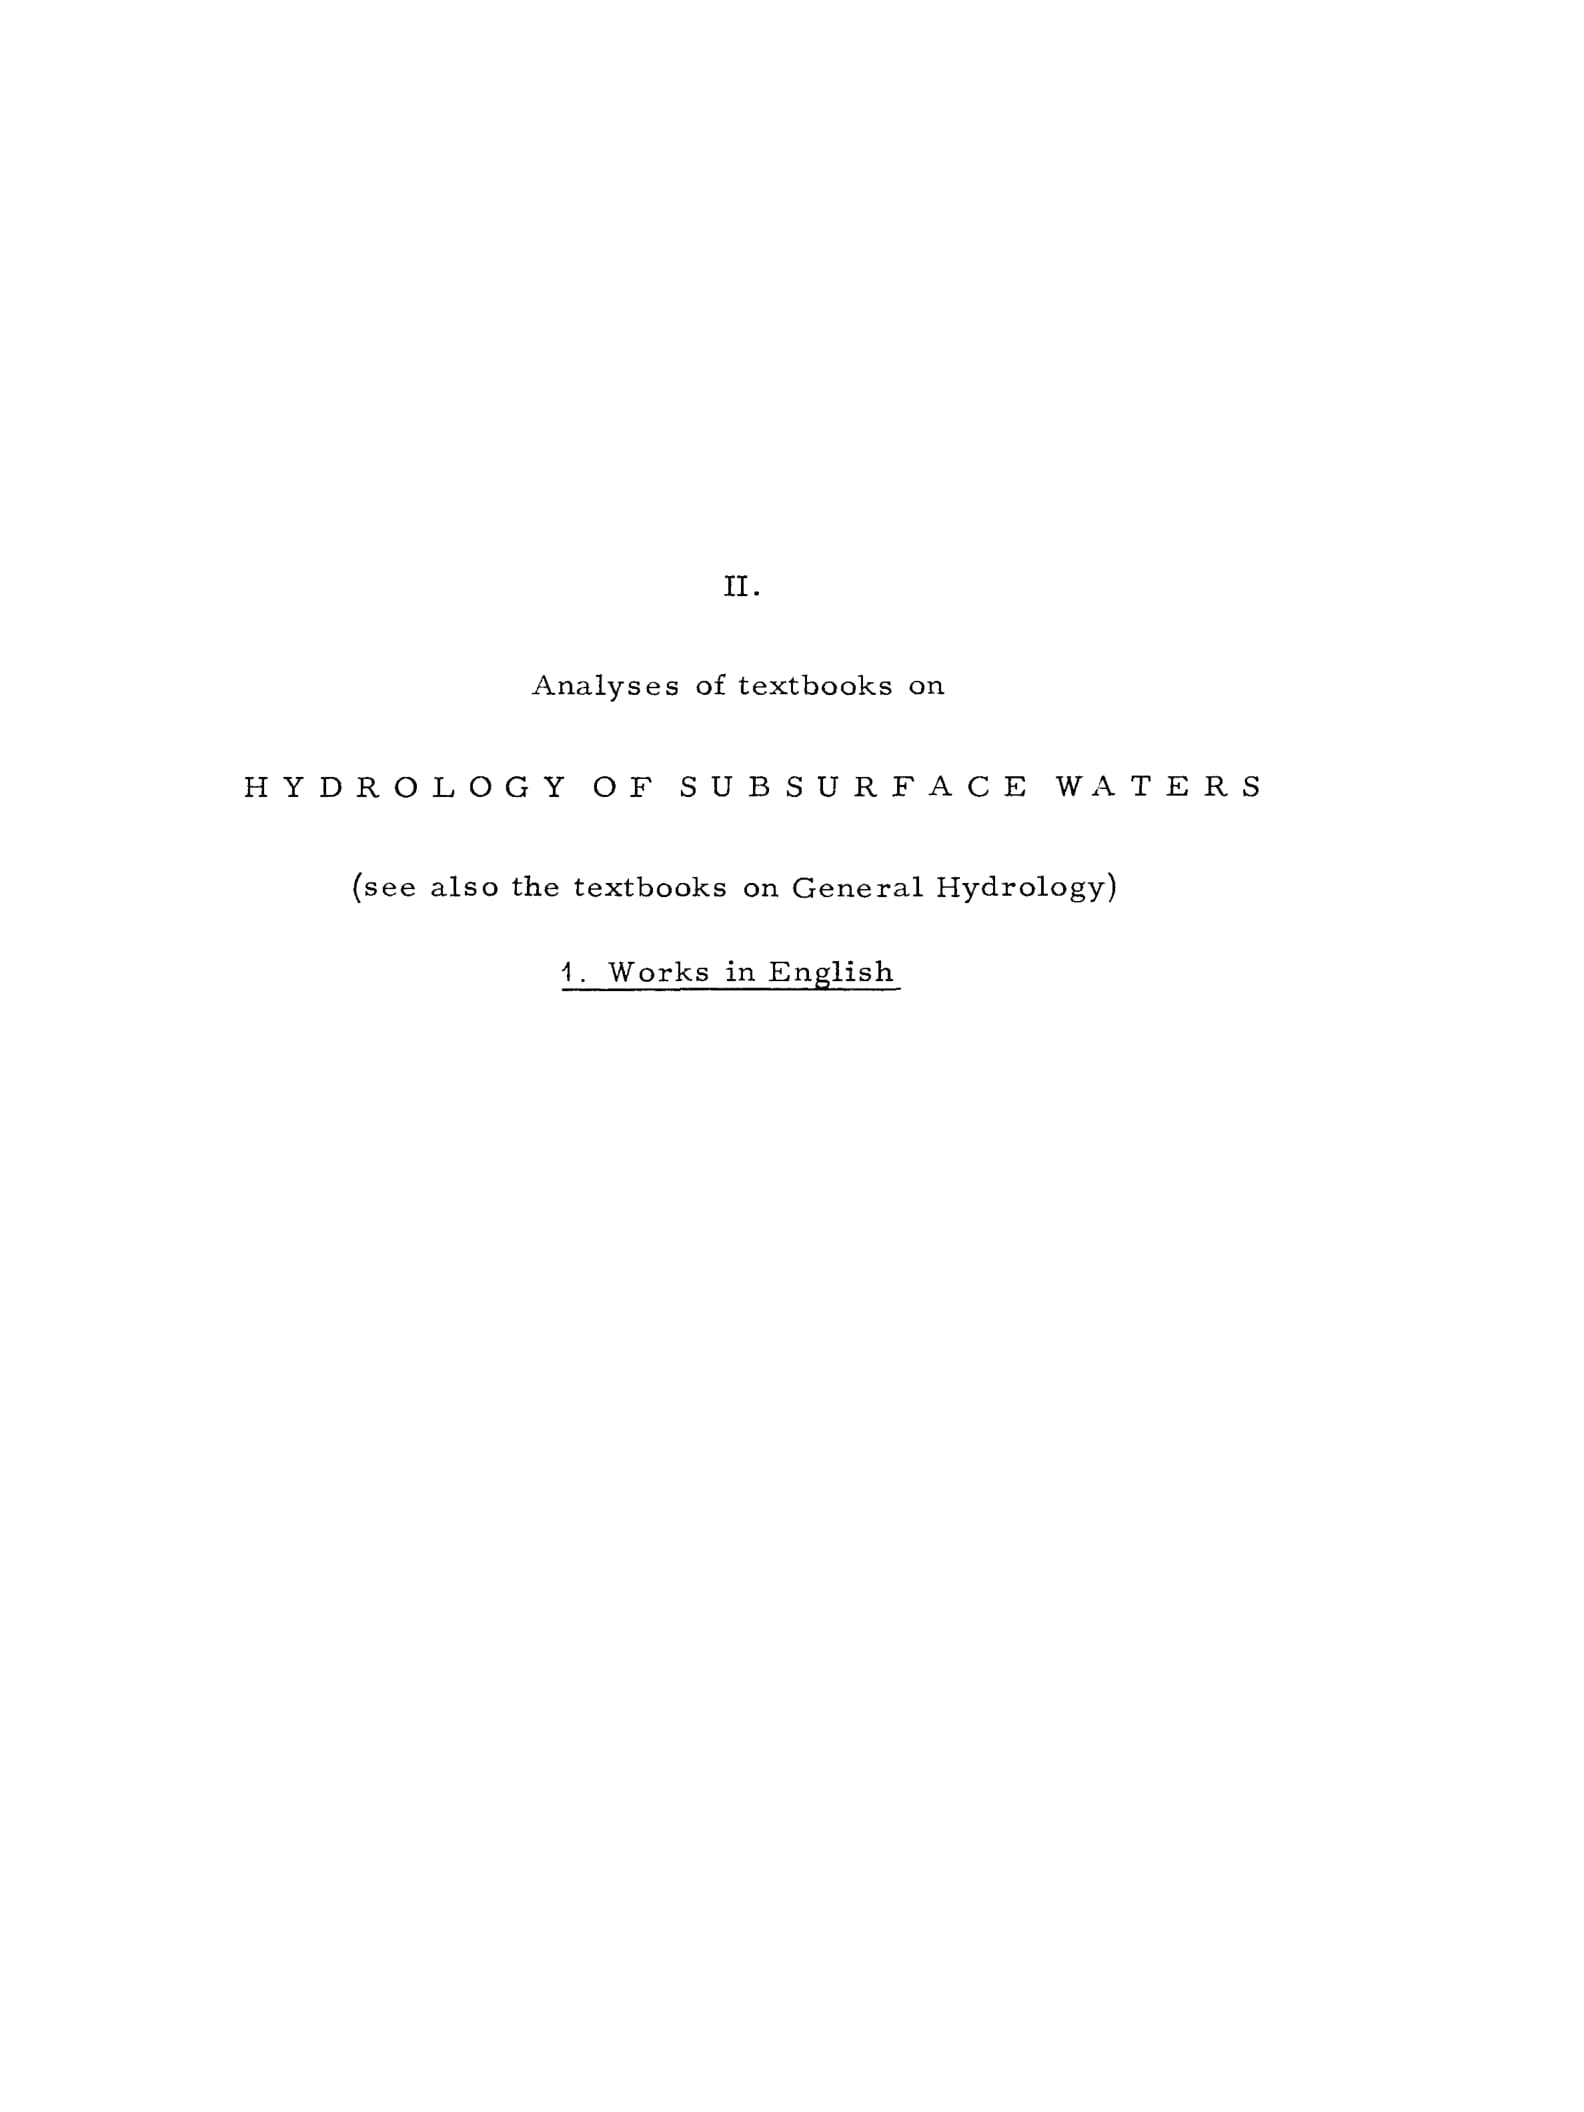 II.
Analyses of textbooks on
HYDROLOGY OF SUBSURFACE WATERS
(see also the textbooks on General Hydrology)
1. Works in English